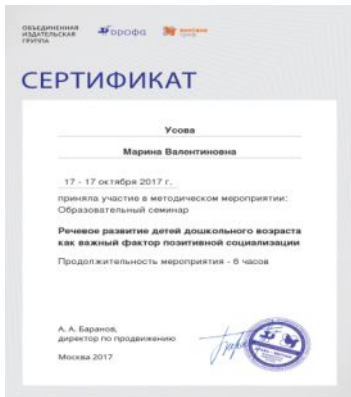 ОБЪЕДИНЕННАЯ
ИЗДАТЕЛЬСКАЯ
ГРУППА
дрофа
вентана
граф
СЕРТИФИКАТ
Усова
Марина Валентиновна
17 - 17 октября 2017 г.
приняла участие в методическом мероприятии:
Образовательный семинар
Речевое развитие детей дошкольного возраста
как важный фактор позитивной социализации
Продолжительность мероприятия - 6 часов
А. А. Баранов,
директор по продвижению
Москва 2017